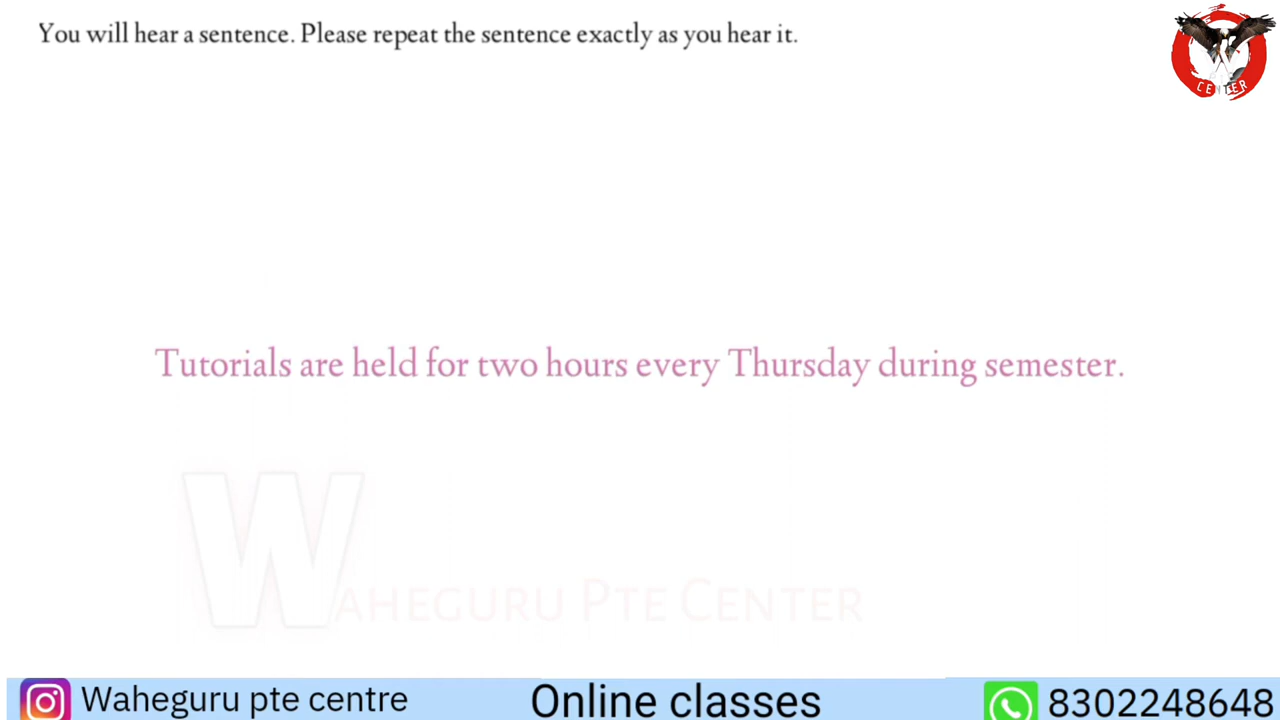 You will hear a sentence. Please repeat the sentence exactly as you hear it.
W
CENTER
Tutorials are held for two hours every Thursday during semester.
WAHEGURU PTE CENTER
Waheguru pte centre
Online classes
8302248648